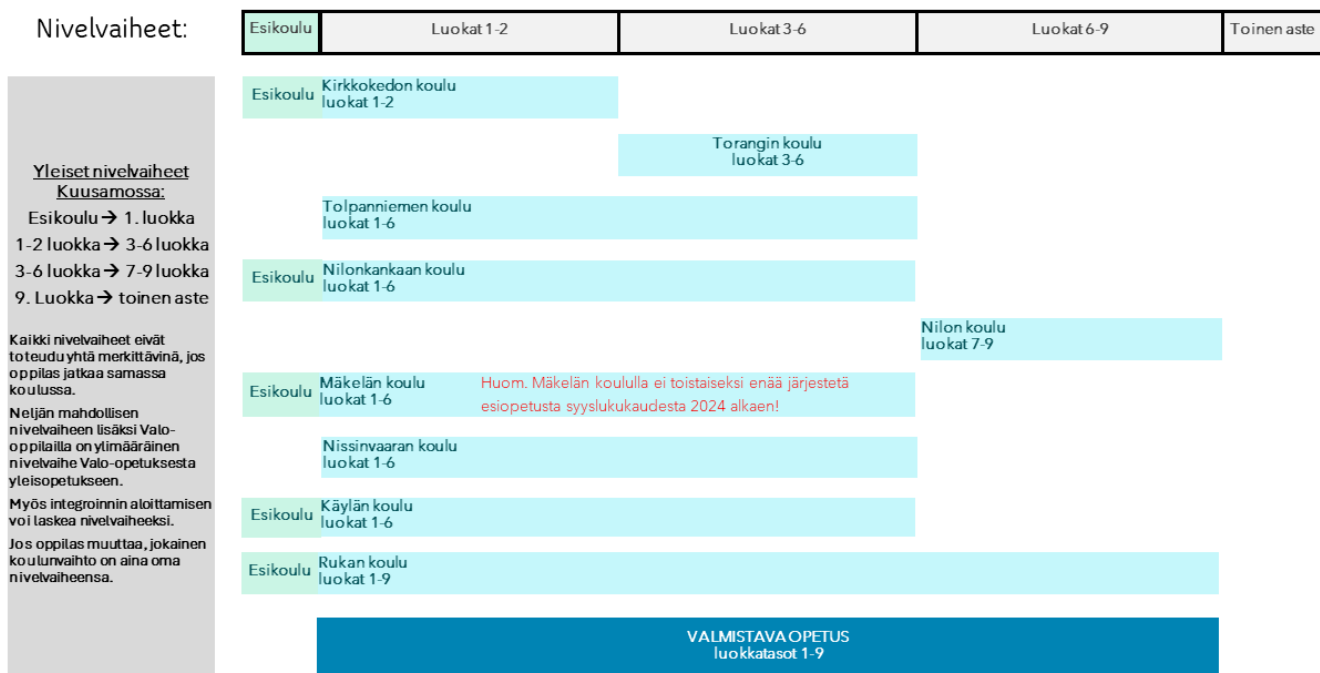 Nivelvaiheet:
Esikoulu
Luokat 1-2
Luokat 3-6
Luokat 6-9
Toinen aste
Yleiset nivelvaiheet
Kuusamossa:
Esikoulu → 1. luokka
1-2 luokka → 3-6 luokka
3-6 luokka → 7-9 luokka
9. Luokka → toinen aste
Kaikki nivelvaiheet eivät
toteudu yhtä merkittävinä, jos
oppilas jatkaa samassa
koulussa.
Neljän mahdollisen
nivelvaiheen lisäksi Valo-
oppilailla on ylimääräinen
nivelvaihe Valo-opetuksesta
yleisopetukseen.
Myös integroinnin aloittamisen
voi laskea nivelvaiheeksi.
Jos oppilas muuttaa, jokainen
koulunvaihto on aina oma
nivelvaiheensa.
Esikoulu
Kirkkokedon koulu
luokat 1-2
Torangin koulu
luokat 3-6
Tolpanniemen koulu
luokat 1-6
Esikoulu
Nilonkankaan koulu
luokat 1-6
Nilon koulu
luokat 7-9
Esikoulu
Mäkelän koulu
luokat 1-6
Huom. Mäkelän koululla ei toistaiseksi enää järjestetä
esiopetusta syyslukukaudesta 2024 alkaen!
Nissinvaaran koulu
luokat 1-6
Esikoulu
Käylän koulu
luokat 1-6
Esikoulu
Rukan koulu
luokat 1-9
VALMISTAVA OPETUS
luokkatasot 1-9